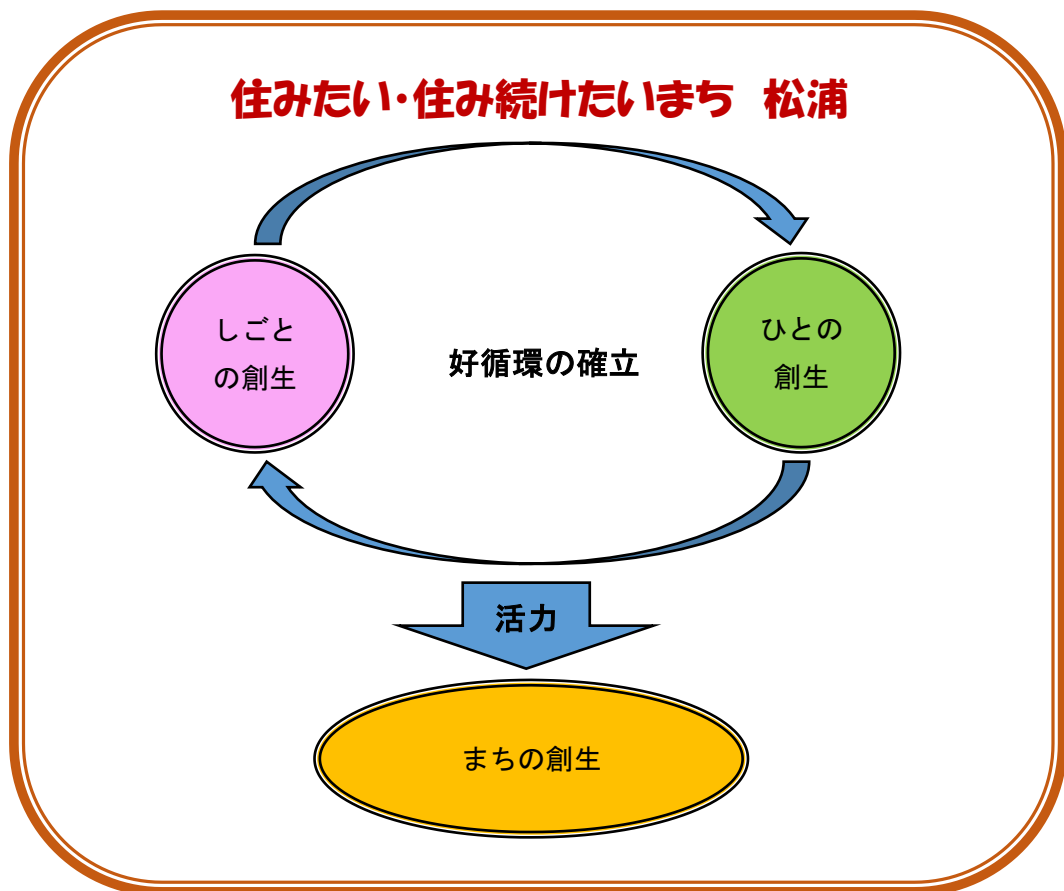 住みたい・住み続けたいまち　松浦
しごと
の創生
好循環の確立
ひとの
創生
活力
まちの創生